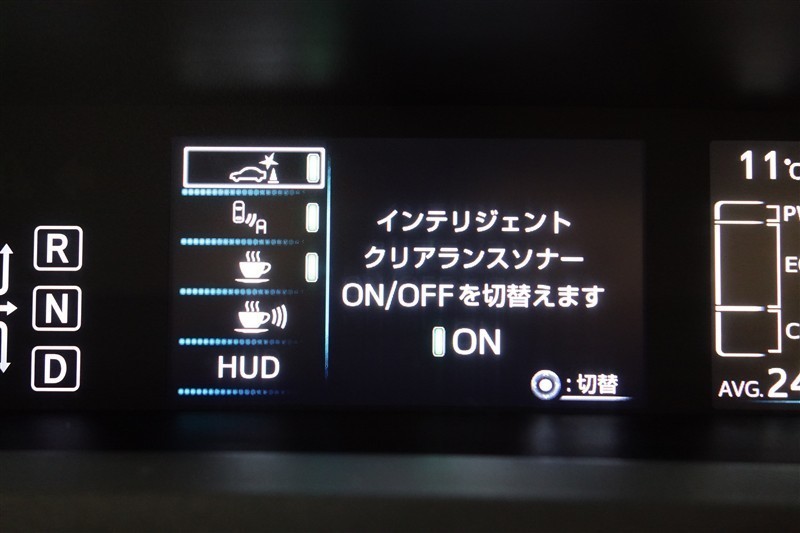 R
N
D
A
HUD
インテリジェント
クリアランスソナー
ON/OFFを切替えます
ON
:切替
11℃
AVG.